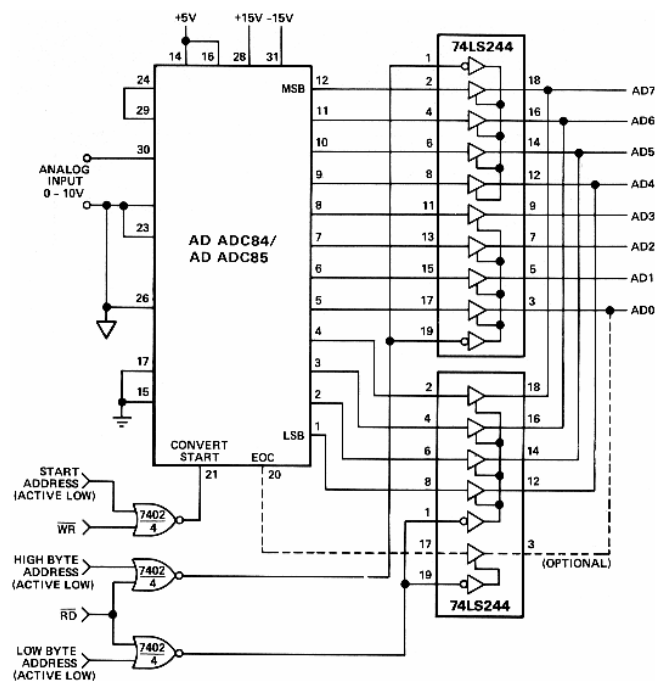 +5V
+15V -15V
14
16
28
31
74LS244
24
29
30
ANALOG
INPUT
0 – 10V
23
26
17
15
MSB
12
11
10
9
8
7
6
5
4
3
2
LSB
1
AD ADC84/
AD ADC85
CONVERT
START
EOC
21
20
1
2
18
AD7
4
16
AD6
6
14
AD5
8
12
AD4
11
9
AD3
13
7
AD2
15
5
AD1
17
3
AD0
19
2
18
4
16
6
14
8
12
1
17
3
(OPTIONAL)
19
74LS244
START
ADDRESS
(ACTIVE LOW)
WR
7402
4
HIGH BYTE
ADDRESS
(ACTIVE LOW)
7402
4
RD
LOW BYTE
ADDRESS
(ACTIVE LOW)
7402
4